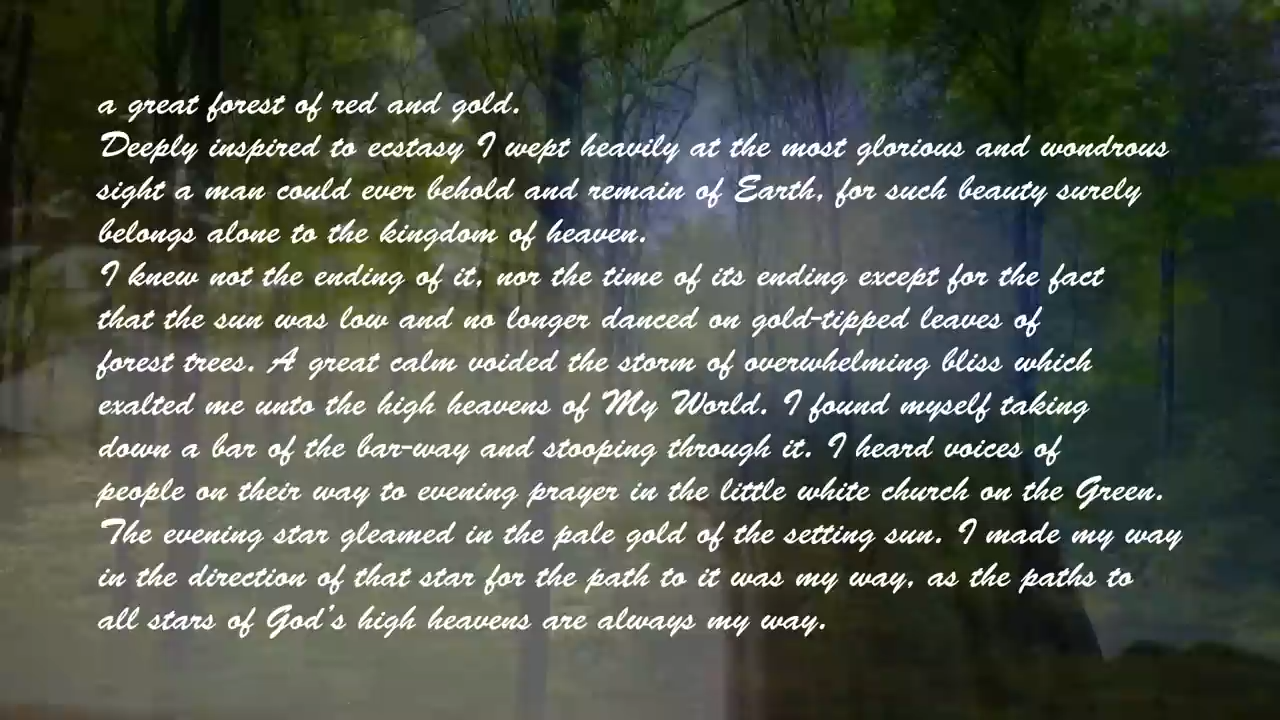 a great forest of red and gold.
Deeply inspired to ecstasy I wept heavily at the most glorious and wondrous
sight a man could ever behold and remain of Earth, for such beauty surely
belongs alone to the kingdom of heaven.
I knew not the ending of it, nor the time of its ending except for the fact
that the sun was low and no longer danced on gold-tipped leaves of
forest trees. A great calm voided the storm of overwhelming bliss which
exalted me unto the high heavens of My World. I found myself taking
down a bar of the bar-way and stooping through it. I heard voices of
people on their way to evening prayer in the little white church on the Green.
The evening star gleamed in the pale gold of the setting sun. I made my way
in the direction of that star for the path to it was my way, as the paths to
all stars of God's high heavens are always my way.